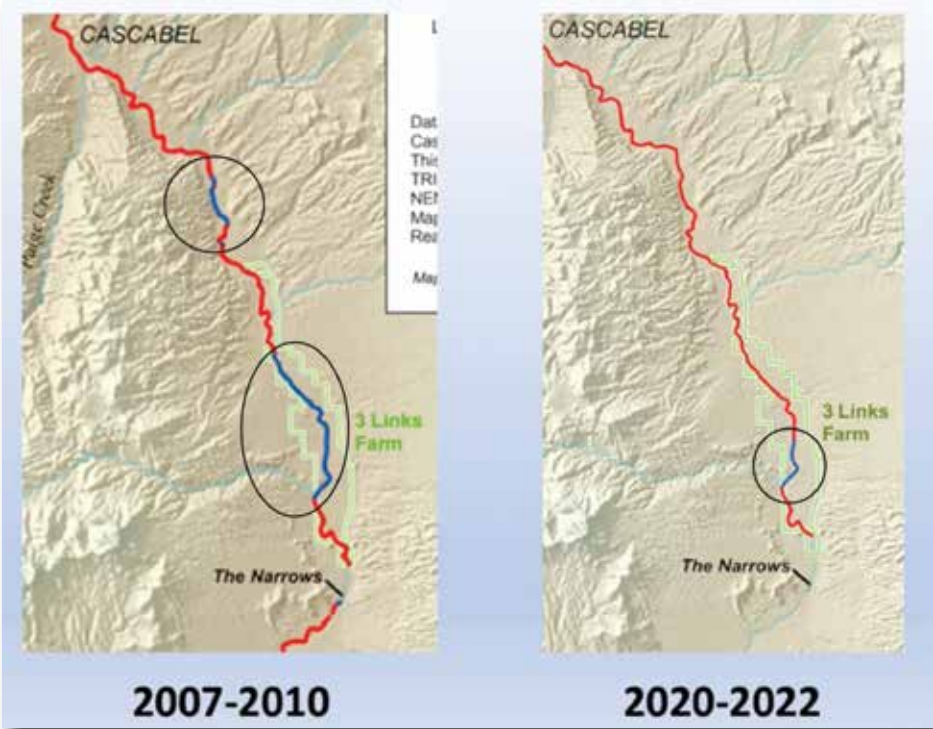 CASCABEL
L
Dat
Cas
This
TRI
Map
Rea
Map
Creek
3 Links
Farm
The Narrows
2007-2010
CASCABEL
3 Links
Farm
The Narrows
2020-2022